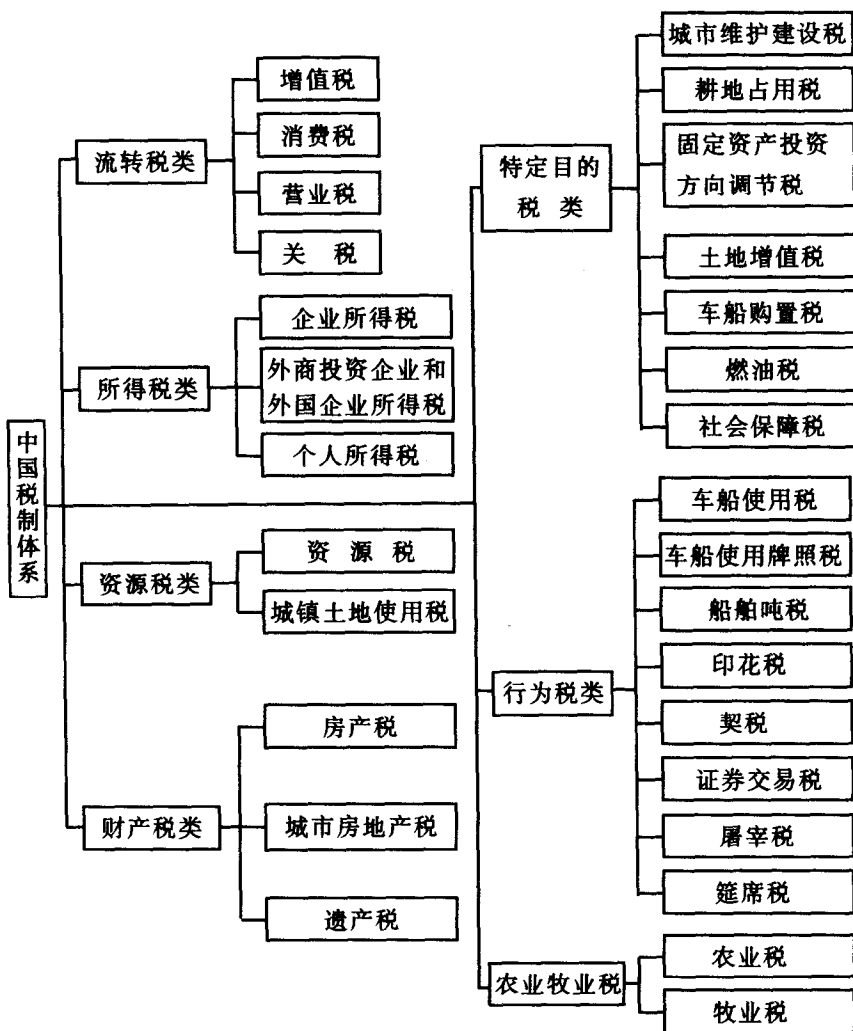 中国税制体系
流转税类
增值税
消费税
营业税
关 税
所得税类
企业所得税
外商投资企业和
外国企业所得税
个人所得税
资源税类
资 源 税
城镇土地使用税
财产税类
房产税
城市房地产税
遗产税
特定目的
税 类
城市维护建设税
耕地占用税
固定资产投资
方向调节税
土地增值税
车船购置税
燃油税
社会保障税
行为税类
车船使用税
车船使用牌照税
船舶吨税
印花税
契税
证券交易税
屠宰税
筵席税
农业牧业税
农业税
牧业税